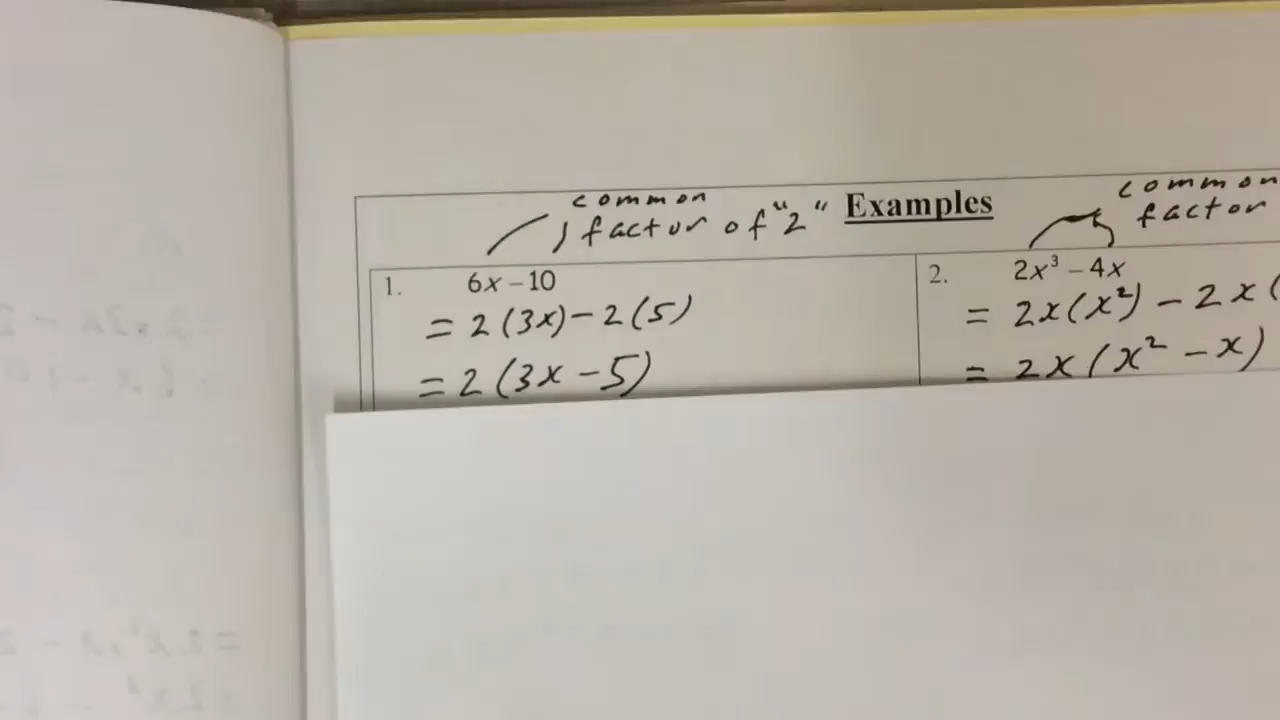 common
factor of "2"
Examples
common
factor
1. 6x – 10
= 2(3x) – 2(5)
= 2(3x – 5)
2. 2x³ – 4x
= 2x(x²) – 2x(
= 2x(x² – x)